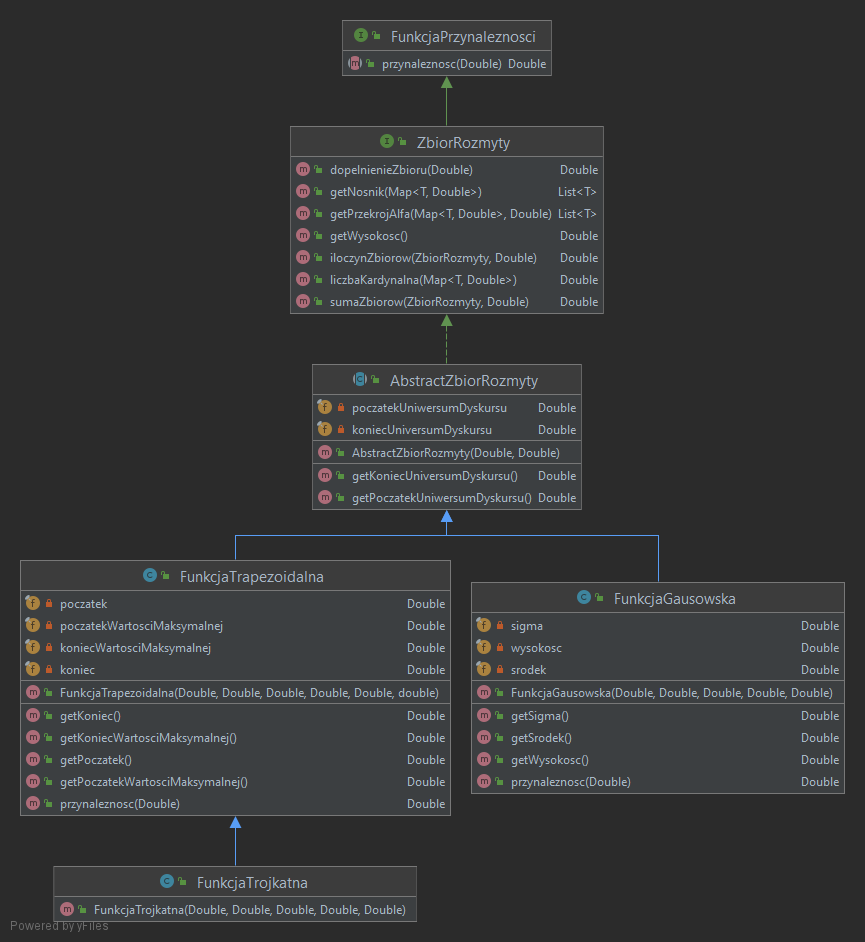 FunkcjaPrzynaleznosci
przynaleznosc(Double) Double
ZbiorRozmyty
dopelnienieZbioru(Double) Double
getNosnik(Map<T, Double>) List<T>
getPrzekrojAlfa(Map<T, Double>, Double) List<T>
getWysokosc() Double
iloczynZbiorow(ZbiorRozmyty, Double) Double
liczbaKardynalna(Map<T, Double>) Double
sumaZbiorow(ZbiorRozmyty, Double) Double
AbstractZbiorRozmyty
poczatekUniwersumDyskursu Double
koniecUniversumDyskursu Double
AbstractZbiorRozmyty(Double, Double)
getKoniecUniversumDyskursu() Double
getPoczatekUniwersumDyskursu() Double
FunkcjaTrapezoidalna
poczatek Double
poczatekWartosciMaksymalnej Double
koniecWartosciMaksymalnej Double
koniec Double
FunkcjaTrapezoidalna(Double, Double, Double, Double, Double, double)
getKoniec() Double
getKoniecWartosciMaksymalnej() Double
getPoczatek() Double
getPoczatekWartosciMaksymalnej() Double
przynaleznosc(Double) Double
FunkcjaGausowska
sigma Double
wysokosc Double
srodek Double
FunkcjaGausowska(Double, Double, Double, Double, Double)
getSigma() Double
getSrodek() Double
getWysokosc() Double
przynaleznosc(Double) Double
FunkcjaTrojkatna
FunkcjaTrojkatna(Double, Double, Double, Double, Double)
Powered by yFiles